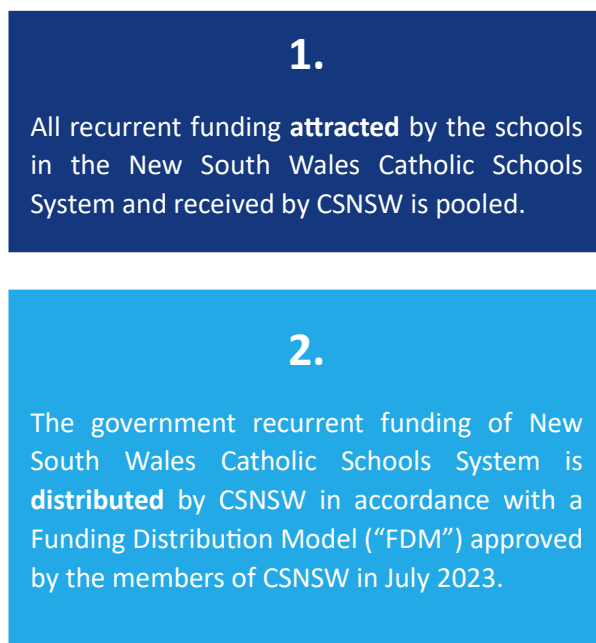 1.
All recurrent funding attracted by the schools
in the New South Wales Catholic Schools
System and received by CSNSW is pooled.
2.
The government recurrent funding of New
South Wales Catholic Schools System is
distributed by CSNSW in accordance with a
Funding Distribution Model (“FDM”) approved
by the members of CSNSW in July 2023.